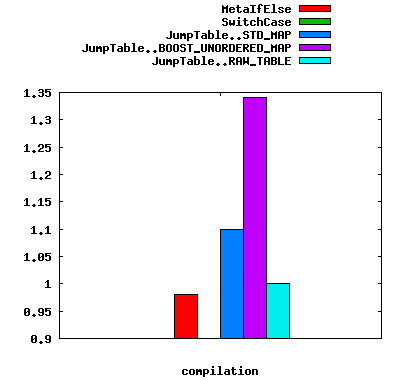 MetaIfElse
SwitchCase
JumpTable..STD_MAP
JumpTable..BOOST_UNORDERED_MAP
JumpTable..RAW_TABLE
1.35
1.3
1.25
1.2
1.15
1.1
1.05
1
0.95
0.9
compilation